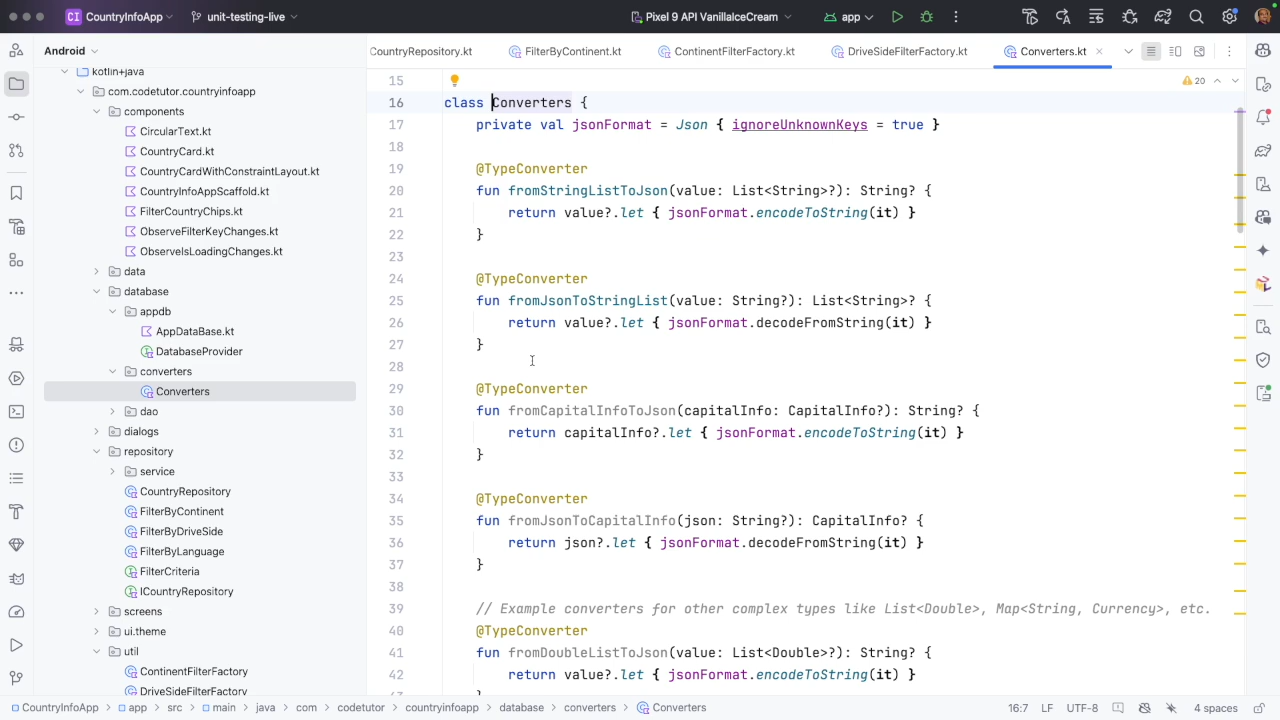 CI CountryInfoApp unit-testing-live Pixel 9 API VanillaIceCream app
Android
CountryRepository.kt FilterByContinent.kt ContinentFilterFactory.kt DriveSideFilterFactory.kt Converters.kt
kotlin+java
com.codetutor.countryinfoapp
components
CircularText.kt
CountryCard.kt
CountryCardWithConstraintLayout.kt
CountryInfoAppScaffold.kt
FilterCountryChips.kt
ObserveFilterKeyChanges.kt
ObserveIsLoadingChanges.kt
data
database
appdb
AppDataBase.kt
DatabaseProvider
converters
Converters
dao
dialogs
repository
service
CountryRepository
FilterByContinent
FilterByDriveSide
FilterByLanguage
FilterCriteria
ICountryRepository
screens
ui.theme
util
ContinentFilterFactory
DriveSideFilterFactory
20
15
16 class Converters {
17 private val jsonFormat = Json { ignoreUnknownKeys = true }
18
19 @TypeConverter
20 fun fromStringListToJson(value: List<String>?): String? {
21 return value?.let { jsonFormat.encodeToString(it) }
22 }
23
24 @TypeConverter
25 fun fromJsonToStringList(value: String?): List<String>? {
26 return value?.let { jsonFormat.decodeFromString(it) }
27 }
28
29 @TypeConverter
30 fun fromCapitalInfoToJson(capitalInfo: CapitalInfo?): String? {
31 return capitalInfo?.let { jsonFormat.encodeToString(it) }
32 }
33
34 @TypeConverter
35 fun fromJsonToCapitalInfo(json: String?): CapitalInfo? {
36 return json?.let { jsonFormat.decodeFromString(it) }
37 }
38
39 // Example converters for other complex types like List<Double>, Map<String, Currency>, etc.
40 @TypeConverter
41 fun fromDoubleListToJson(value: List<Double>?): String? {
42 return value?.let { jsonFormat.encodeToString(it) }
CountryInfoApp > app > src > main > java > com > codetutor > countryinfoapp > database > converters > Converters 16:7 LF UTF-8 4 spaces